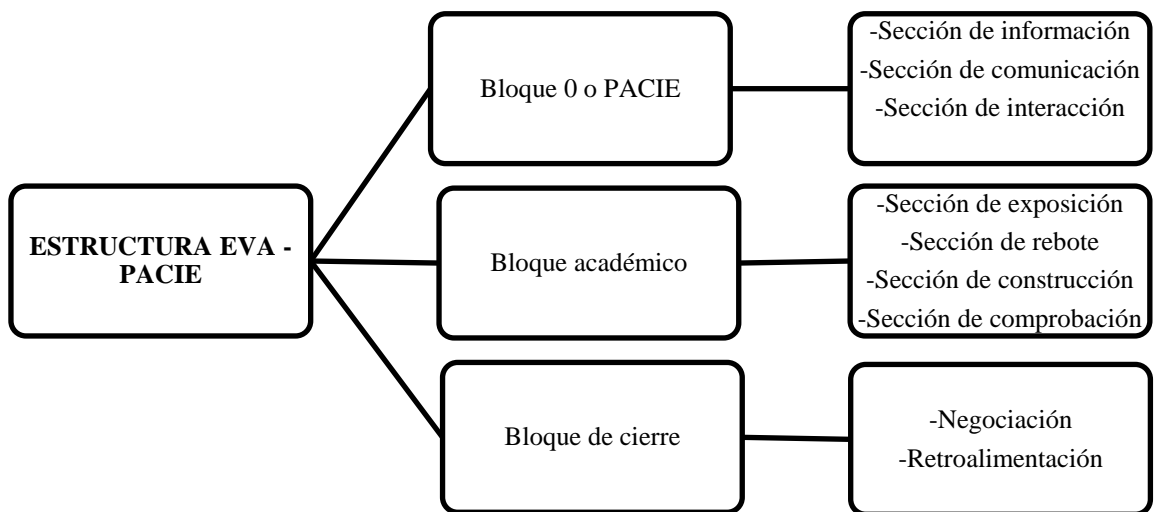 ESTRUCTURA EVA -
PACIE
Bloque 0 o PACIE
-Sección de información
-Sección de comunicación
-Sección de interacción
Bloque académico
-Sección de exposición
-Sección de rebote
-Sección de construcción
-Sección de comprobación
Bloque de cierre
-Negociación
-Retroalimentación